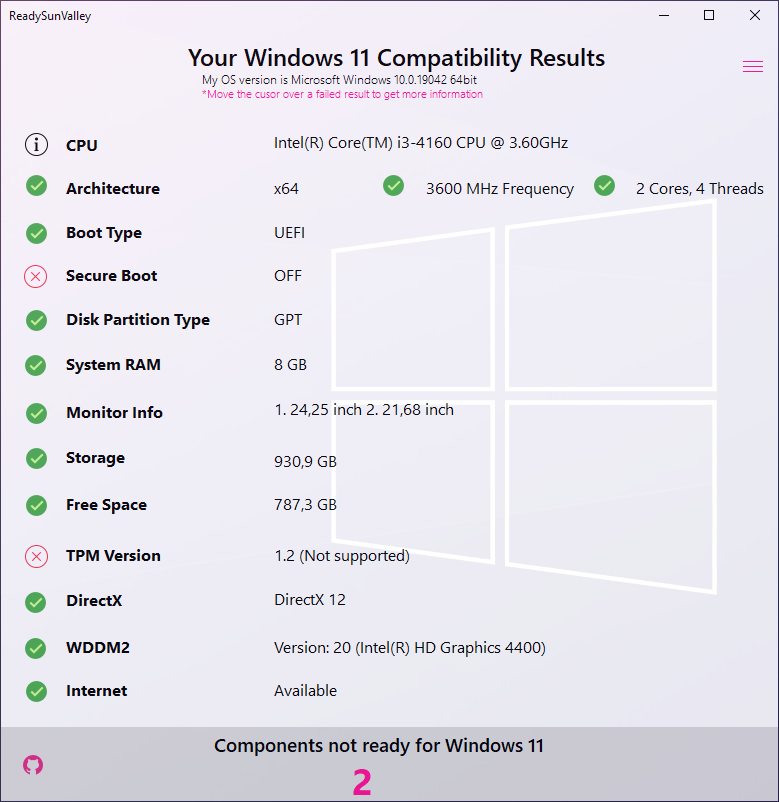 ReadySunValley
Your Windows 11 Compatibility Results
My OS version is Microsoft Windows 10.0.19042 64bit
*Move the cusor over a failed result to get more information
CPU Intel(R) Core(TM) i3-4160 CPU @ 3.60GHz
Architecture x64 3600 MHz Frequency 2 Cores, 4 Threads
Boot Type UEFI
Secure Boot OFF
Disk Partition Type GPT
System RAM 8 GB
Monitor Info 1. 24,25 inch 2. 21,68 inch
Storage 930,9 GB
Free Space 787,3 GB
TPM Version 1.2 (Not supported)
DirectX DirectX 12
WDDM2 Version: 20 (Intel(R) HD Graphics 4400)
Internet Available
Components not ready for Windows 11
2